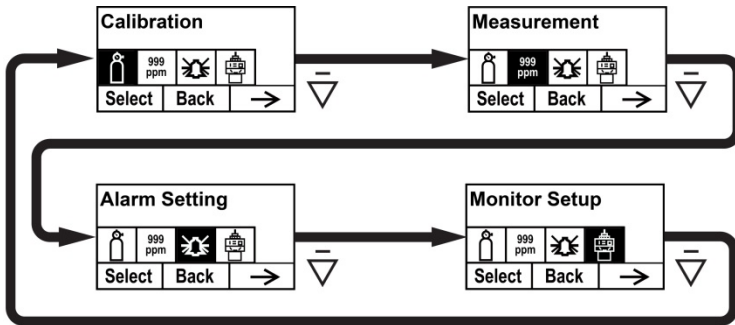 Calibration
999
ppm
Select Back →
Measurement
999
ppm
Select Back →
Alarm Setting
999
ppm
Select Back →
Monitor Setup
999
ppm
Select Back →